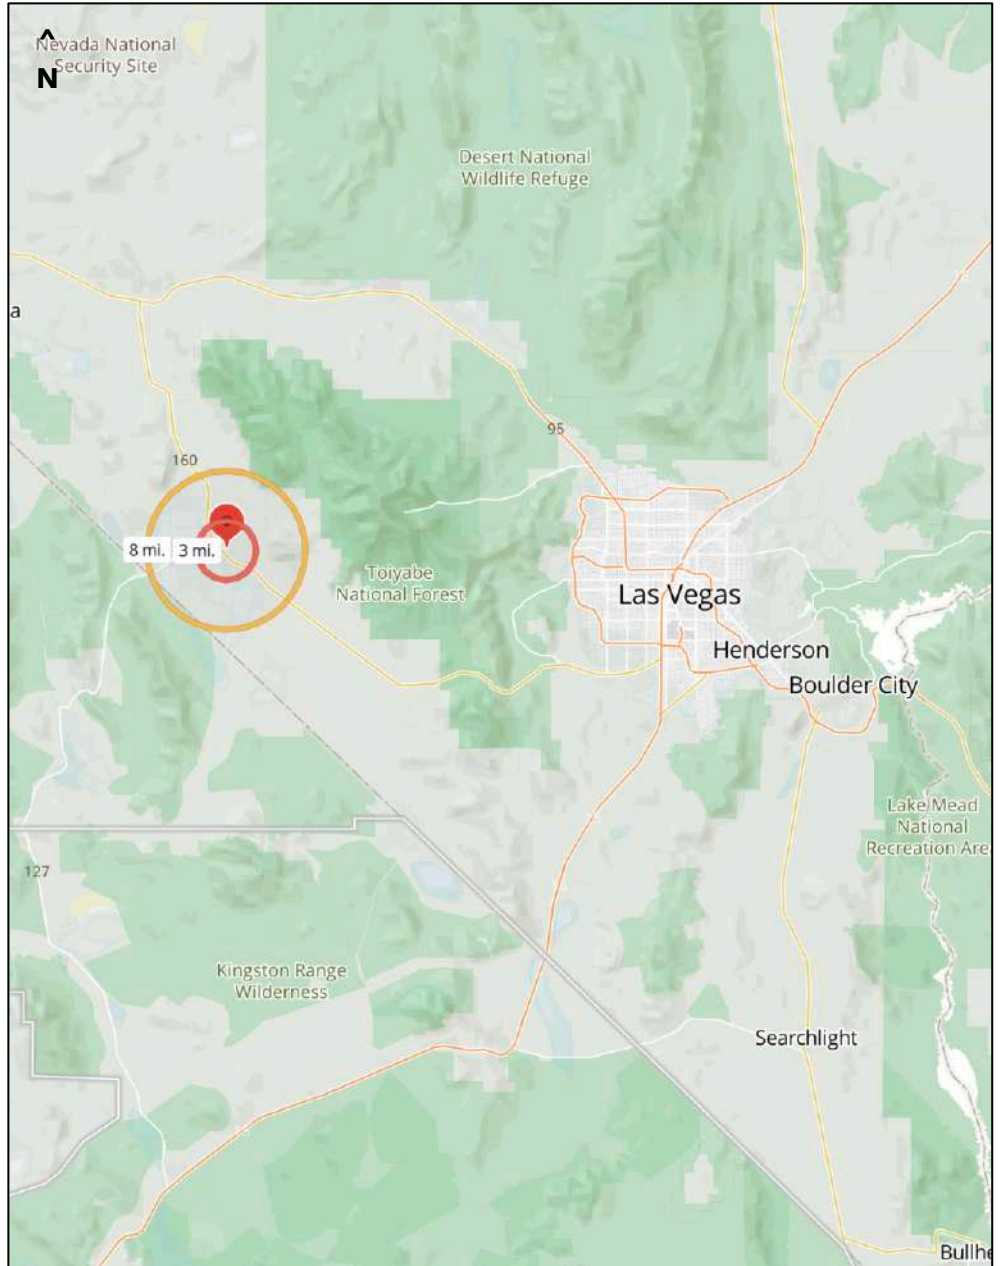 ^
N
Nevada National
Security Site
Desert National
Wildlife Refuge
a
95
160
8 mi.
3 mi.
Toiyabe
National Forest
Las Vegas
Henderson
Boulder City
Lake Mead
National
Recreation Are
127
Kingston Range
Wilderness
Searchlight
Bullhe